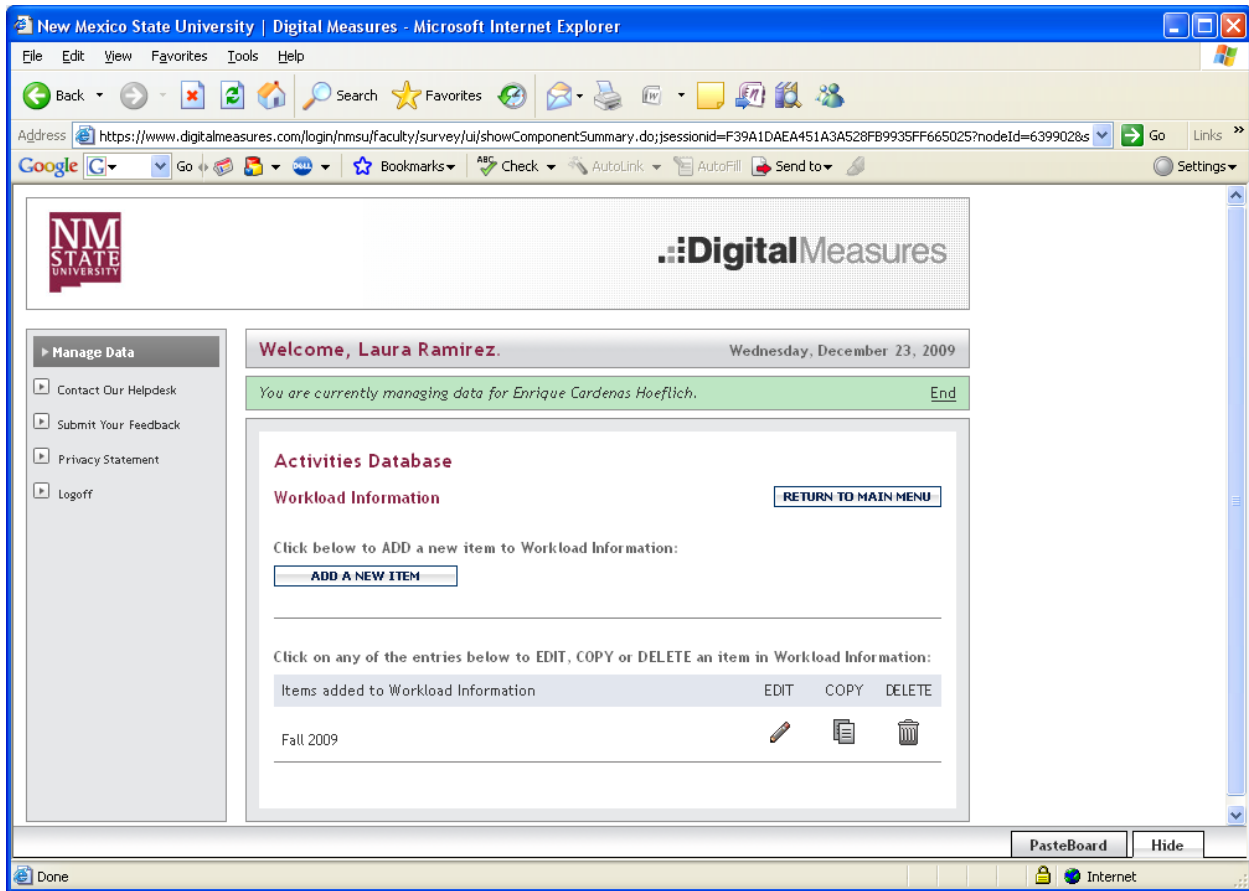 New Mexico State University | Digital Measures - Microsoft Internet Explorer
File Edit View Favorites Tools Help
Back Search Favorites
Address https://www.digitalmeasures.com/login/nmsu/faculty/survey/ui/showComponentSummary.do;jsessionid=F39A1DAEA451A3A528FB9935FF665025?nodeId=639902&s Go Links »
Google G Go DELL Bookmarks ABC Check AutoLink AutoFill Send to Settings
NM
STATE
UNIVERSITY
.:⁝DigitalMeasures
Manage Data
Contact Our Helpdesk
Submit Your Feedback
Privacy Statement
Logoff
Welcome, Laura Ramirez. Wednesday, December 23, 2009
You are currently managing data for Enrique Cardenas Hoeflich. End
Activities Database
Workload Information RETURN TO MAIN MENU
Click below to ADD a new item to Workload Information:
ADD A NEW ITEM
Click on any of the entries below to EDIT, COPY or DELETE an item in Workload Information:
Items added to Workload Information EDIT COPY DELETE
Fall 2009
PasteBoard Hide
Done Internet